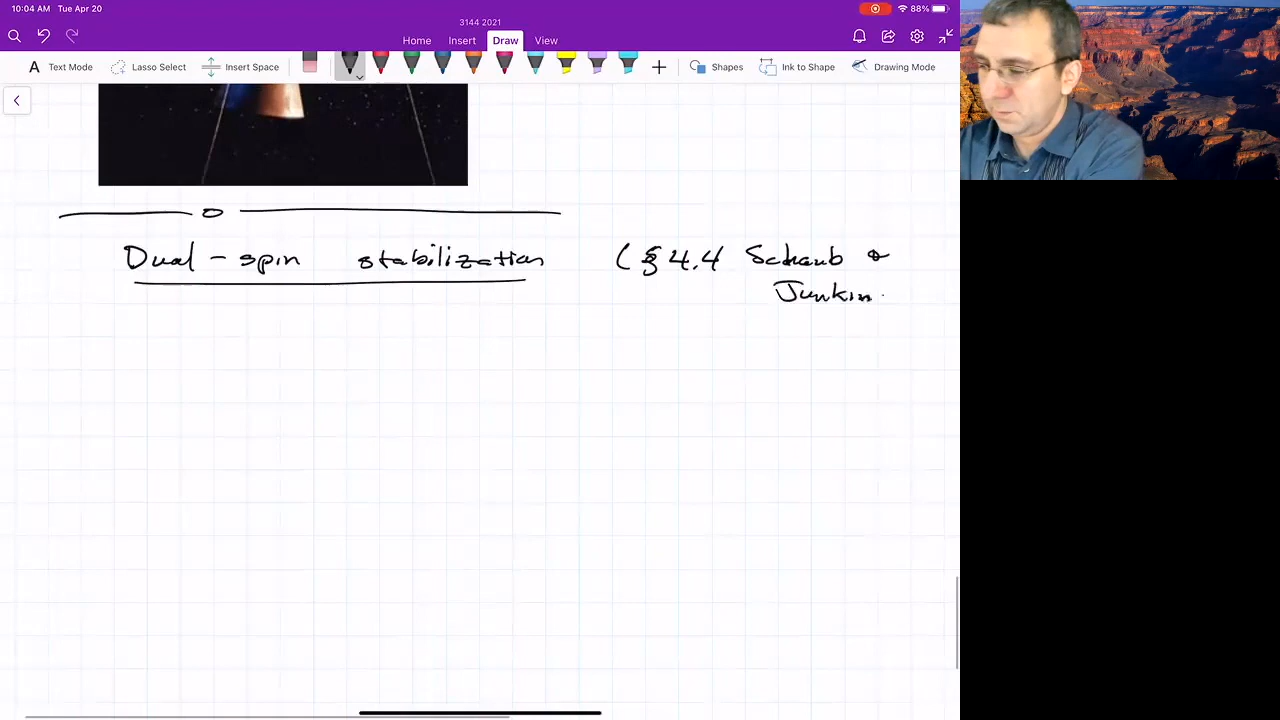 10:04 AM Tue Apr 20
88%
3144 2021
Home Insert Draw View
A Text Mode Lasso Select Insert Space Shapes Ink to Shape Drawing Mode
Dual-spin stabilization (§ 4.4 Schaub &
Junkin